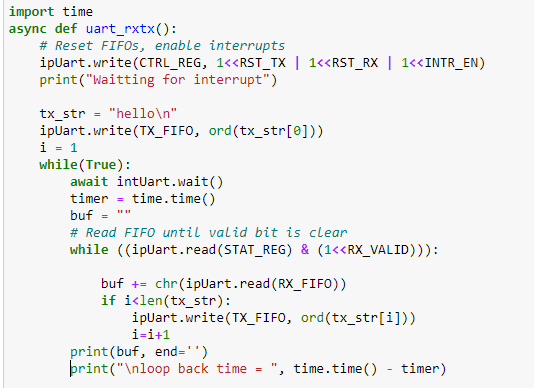 import time
async def uart_rxtx():
    # Reset FIFOs, enable interrupts
    ipUart.write(CTRL_REG, 1<<RST_TX | 1<<RST_RX | 1<<INTR_EN)
    print("Waitting for interrupt")

    tx_str = "hello\n"
    ipUart.write(TX_FIFO, ord(tx_str[0]))
    i = 1
    while(True):
        await intUart.wait()
        timer = time.time()
        buf = ""
        # Read FIFO until valid bit is clear
        while ((ipUart.read(STAT_REG) & (1<<RX_VALID))):

            buf += chr(ipUart.read(RX_FIFO))
            if i<len(tx_str):
                ipUart.write(TX_FIFO, ord(tx_str[i]))
                i=i+1
        print(buf, end='')
        print("\nloop back time = ", time.time() - timer)